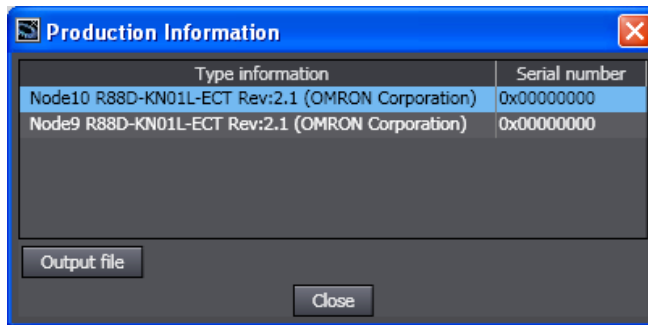 Production Information
Type information Serial number
Node10 R88D-KN01L-ECT Rev:2.1 (OMRON Corporation) 0x00000000
Node9 R88D-KN01L-ECT Rev:2.1 (OMRON Corporation) 0x00000000
Output file
Close